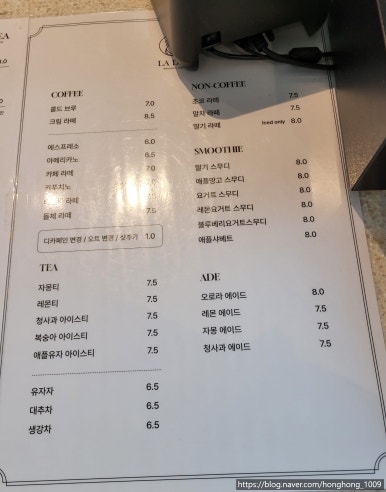 EA
LA
COFFEE
콜드 브루 7.0
크림 라떼 8.5
에스프레소 6.0
아메리카노 6.5
카페 라떼 7.0
카푸치노
라떼
돌체 라떼 7.5
디카페인 변경 / 오트 변경 / 샷추가 1.0
TEA
자몽티 7.5
레몬티 7.5
청사과 아이스티 7.5
복숭아 아이스티 7.5
애플유자 아이스티 7.5
유자차 6.5
대추차 6.5
생강차 6.5
NON-COFFEE
초코 라떼 7.5
말차 라떼 7.5
딸기 라떼 Iced only 8.0
SMOOTHIE
딸기 스무디 8.0
애플망고 스무디 8.0
요거트 스무디 8.0
레몬요거트 스무디 8.0
블루베리요거트스무디 8.0
애플샤베트 8.0
ADE
오로라 에이드 8.0
레몬 에이드 7.5
자몽 에이드 7.5
청사과 에이드 7.5
https://blog.naver.com/honghong_1009